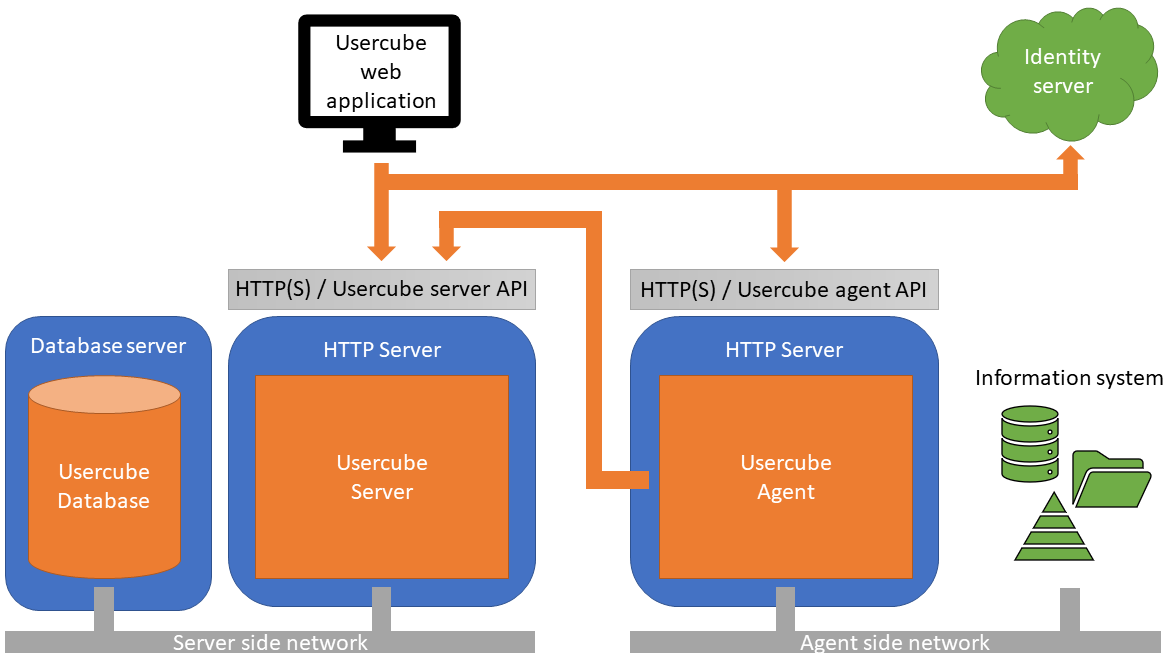 Usercube
web
application
Identity
server
HTTP(S) / Usercube server API
HTTP(S) / Usercube agent API
Database server
HTTP Server
HTTP Server
Information system
Usercube
Database
Usercube
Server
Usercube
Agent
Server side network
Agent side network